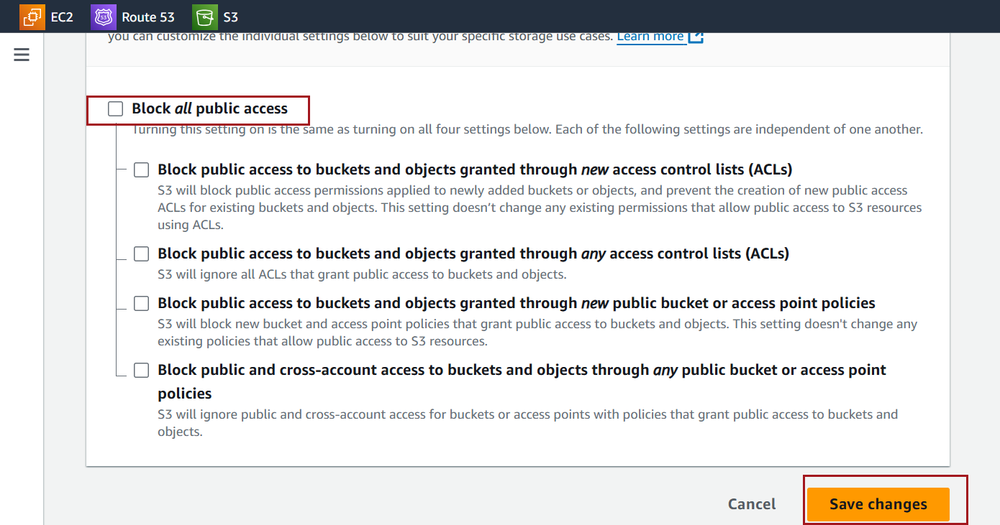 EC2 Route 53 S3
you can customize the individual settings below to suit your specific storage use cases. Learn more
Block all public access
Turning this setting on is the same as turning on all four settings below. Each of the following settings are independent of one another.
Block public access to buckets and objects granted through new access control lists (ACLs)
S3 will block public access permissions applied to newly added buckets or objects, and prevent the creation of new public access
ACLs for existing buckets and objects. This setting doesn’t change any existing permissions that allow public access to S3 resources
using ACLs.
Block public access to buckets and objects granted through any access control lists (ACLs)
S3 will ignore all ACLs that grant public access to buckets and objects.
Block public access to buckets and objects granted through new public bucket or access point policies
S3 will block new bucket and access point policies that grant public access to buckets and objects. This setting doesn't change any
existing policies that allow public access to S3 resources.
Block public and cross-account access to buckets and objects through any public bucket or access point
policies
S3 will ignore public and cross-account access for buckets or access points with policies that grant public access to buckets and
objects.
Cancel Save changes